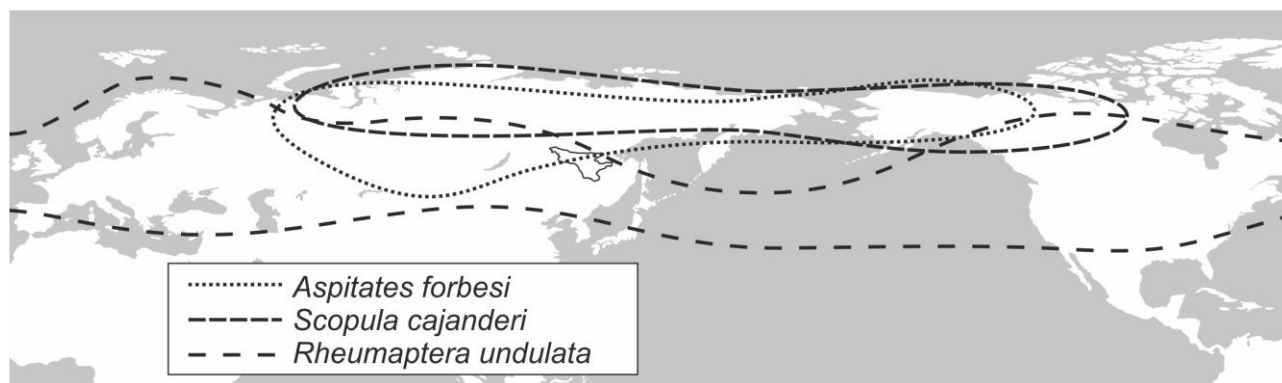 Aspitates forbesi
Scopula cajanderi
Rheumaptera undulata